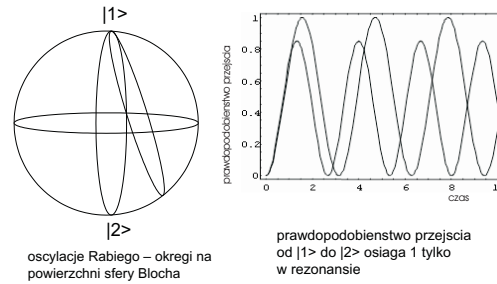 |1>
|2>
oscylacje Rabiego – okregi na
powierzchni sfery Blocha
prawdopodobienstwo przejscia
1
0.8
0.6
0.4
0.2
0
0
2
4
6
8
10
czas
prawdopodobienstwo przejscia
od |1> do |2> osiaga 1 tylko
w rezonansie